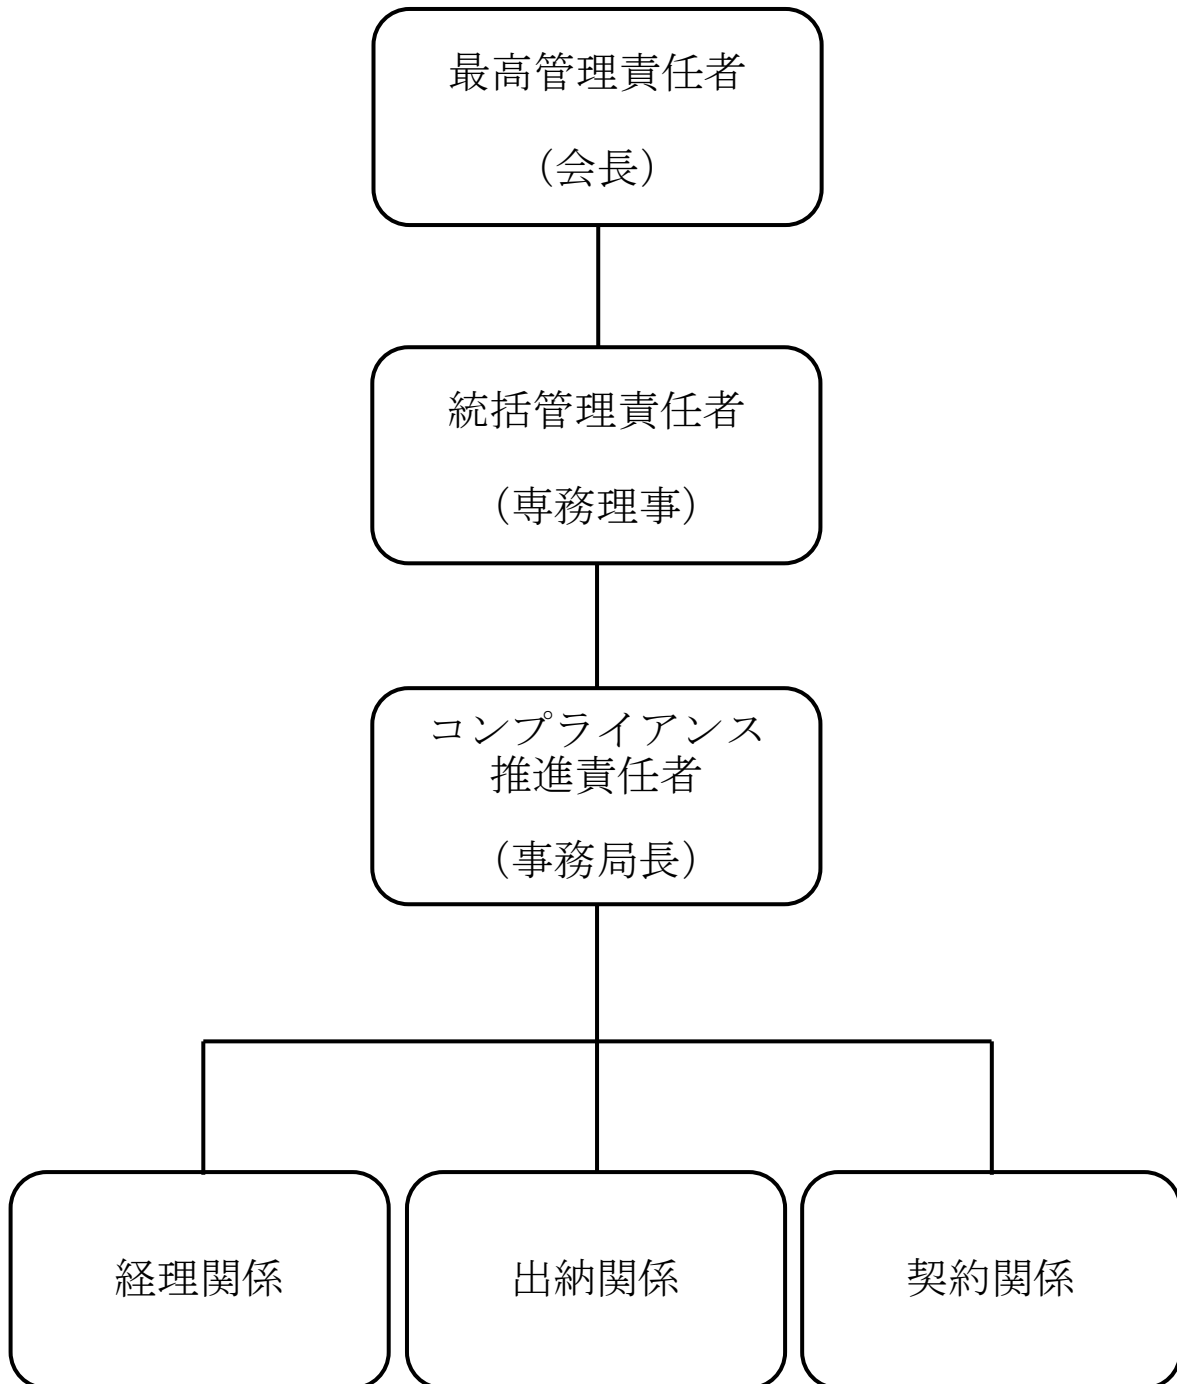 最高管理責任者
（会長）
統括管理責任者
（専務理事）
コンプライアンス
推進責任者
（事務局長）
経理関係
出納関係
契約関係